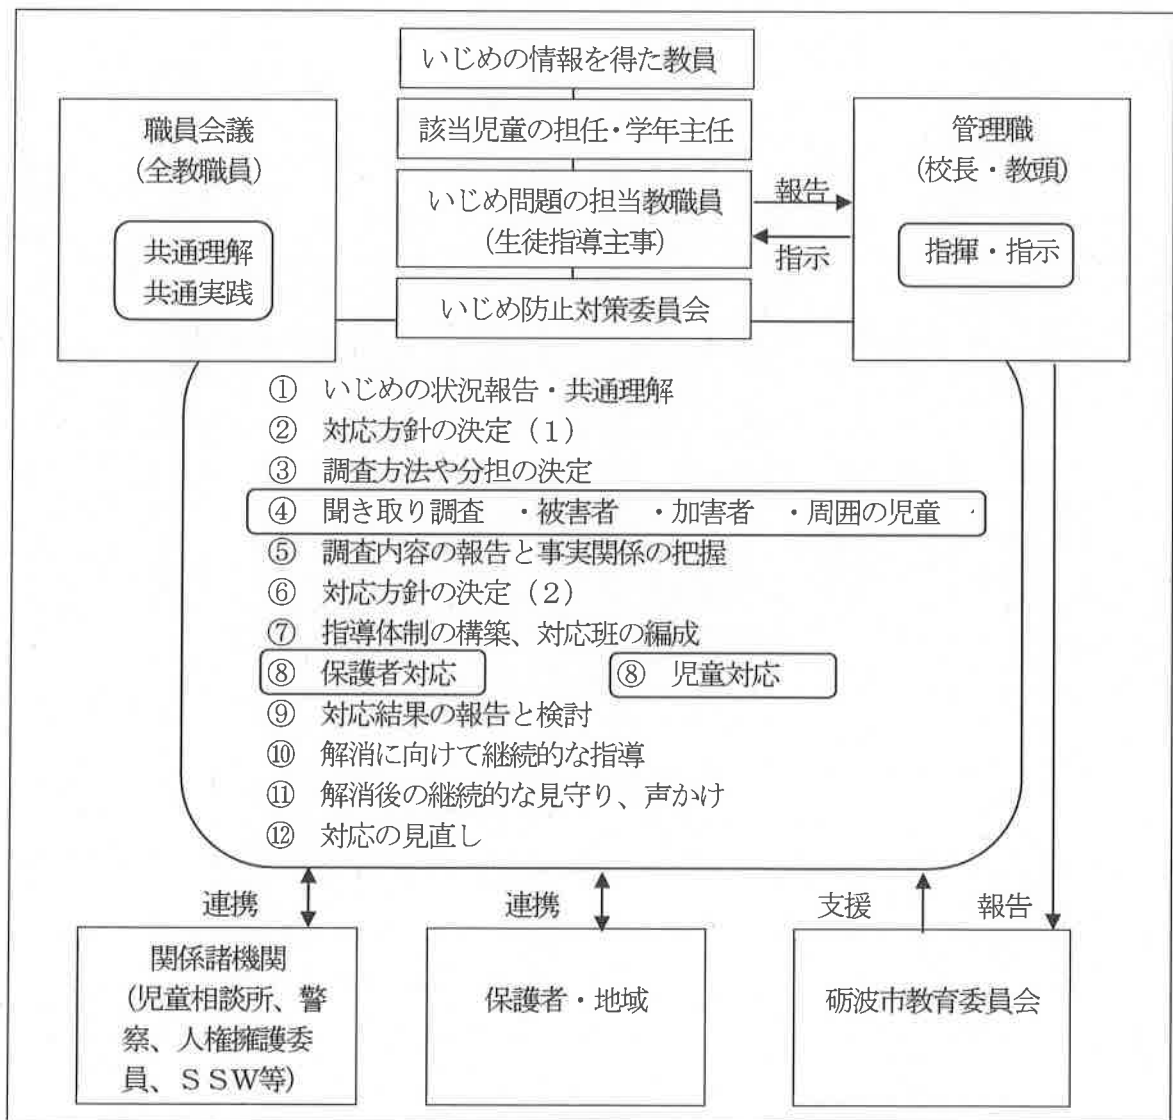 いじめの情報を得た教員
職員会議
(全教職員)
共通理解
共通実践
該当児童の担任・学年主任
いじめ問題の担当教職員
(生徒指導主事)
いじめ防止対策委員会
報告
指示
管理職
(校長・教頭)
指揮・指示
① いじめの状況報告・共通理解
② 対応方針の決定(1)
③ 調査方法や分担の決定
④ 聞き取り調査 ・被害者 ・加害者 ・周囲の児童
⑤ 調査内容の報告と事実関係の把握
⑥ 対応方針の決定(2)
⑦ 指導体制の構築、対応班の編成
⑧ 保護者対応 ⑧ 児童対応
⑨ 対応結果の報告と検討
⑩ 解消に向けて継続的な指導
⑪ 解消後の継続的な見守り、声かけ
⑫ 対応の見直し
連携
連携
支援
報告
関係諸機関
(児童相談所、警
察、人権擁護委
員、SSW等)
保護者・地域
砺波市教育委員会